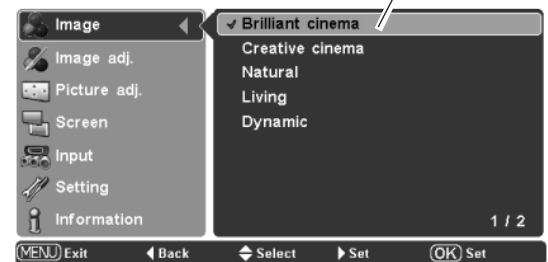 Image
Image adj.
Picture adj.
Screen
Input
Setting
Information
Brilliant cinema
Creative cinema
Natural
Living
Dynamic
1 / 2
MENU Exit Back Select Set OK Set